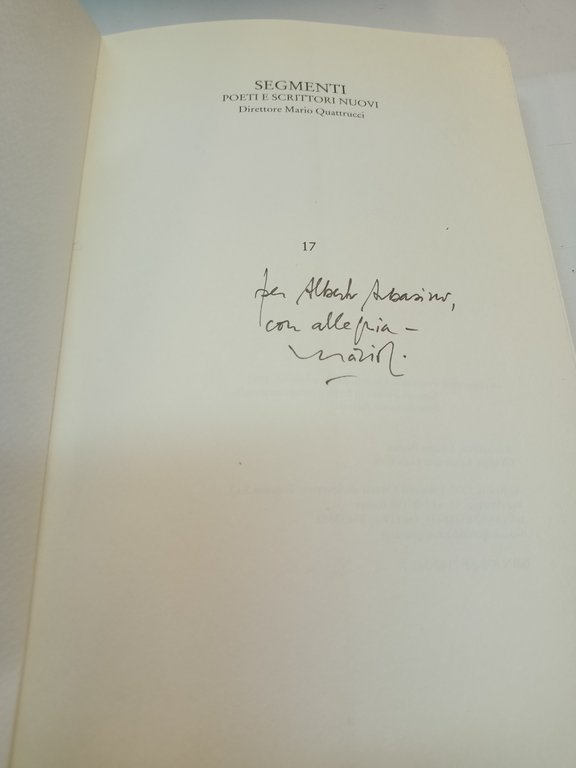 SEGMENTI
POETI E SCRITTORI NUOVI
Direttore Mario Quattrucci
17
per Alberto Arbasino,
con allegria –